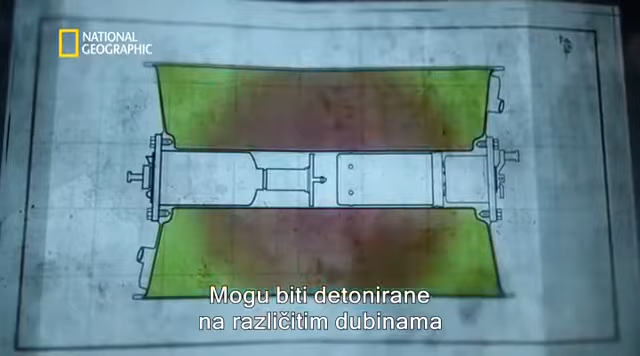 NATIONAL
GEOGRAPHIC
Mogu biti detonirane
na različitim dubinama